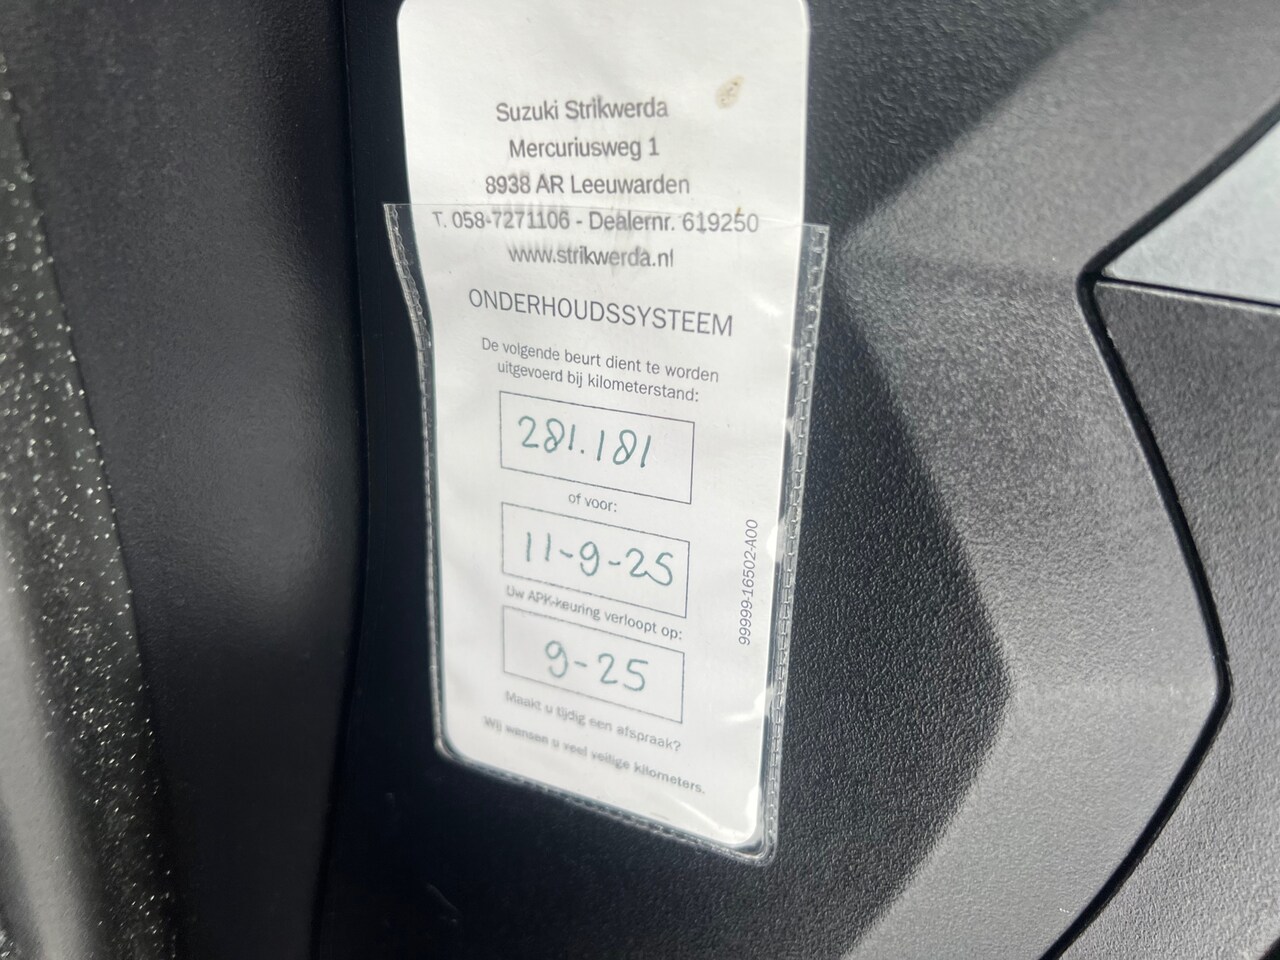 Suzuki Strikwerda
Mercuriusweg 1
8938 AR Leeuwarden
T. 058-7271106 - Dealernr. 619250
www.strikwerda.nl
ONDERHOUDSSYSTEEM
De volgende beurt dient te worden
uitgevoerd bij kilometerstand:
281.181
of voor:
11-9-25
Uw APK-keuring verloopt op:
9-25
Maakt u tijdig een afspraak?
Wij wensen u veel veilige kilometers.
99999-16502-A00